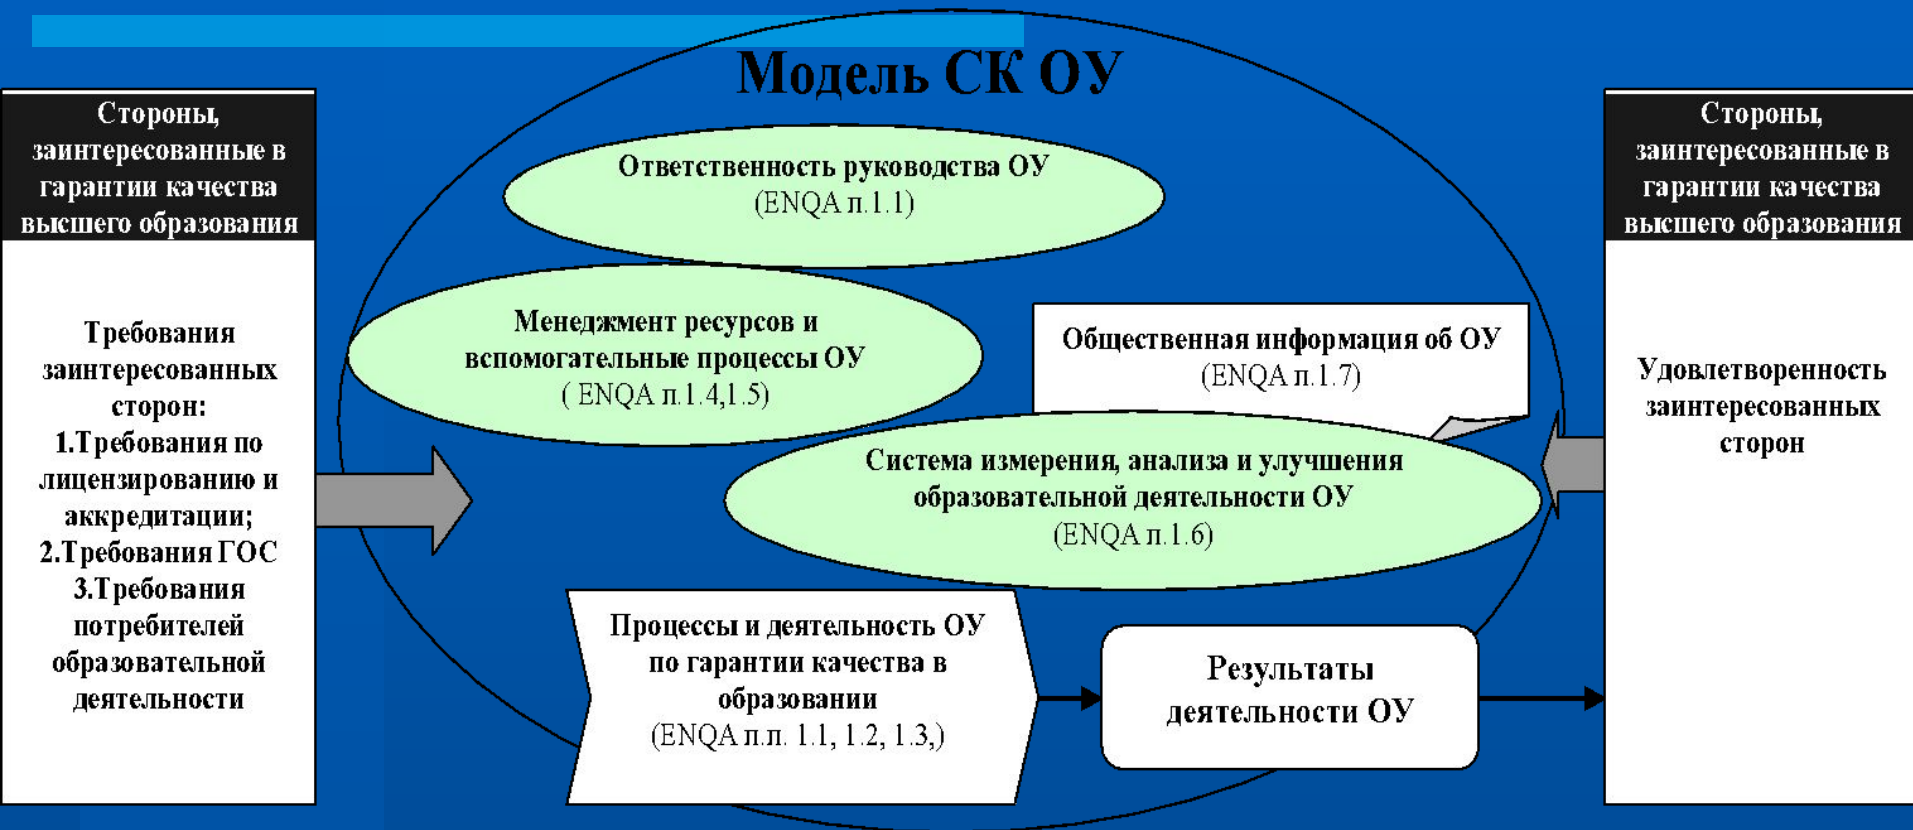 Модель СК ОУ
Стороны,
заинтересованные в
гарантии качества
высшего образования
Требования
заинтересованных
сторон:
1.Требования по
лицензированию и
аккредитации;
2.Требования ГОС
3.Требования
потребителей
образовательной
деятельности
Ответственность руководства ОУ
(ENQA п.1.1)
Менеджмент ресурсов и
вспомогательные процессы ОУ
( ENQA п.1.4,1.5)
Общественная информация об ОУ
(ENQA п.1.7)
Система измерения, анализа и улучшения
образовательной деятельности ОУ
(ENQA п.1.6)
Процессы и деятельность ОУ
по гарантии качества в
образовании
(ENQA п.п. 1.1, 1.2, 1.3,)
Результаты
деятельности ОУ
Стороны,
заинтересованные в
гарантии качества
высшего образования
Удовлетворенность
заинтересованных
сторон